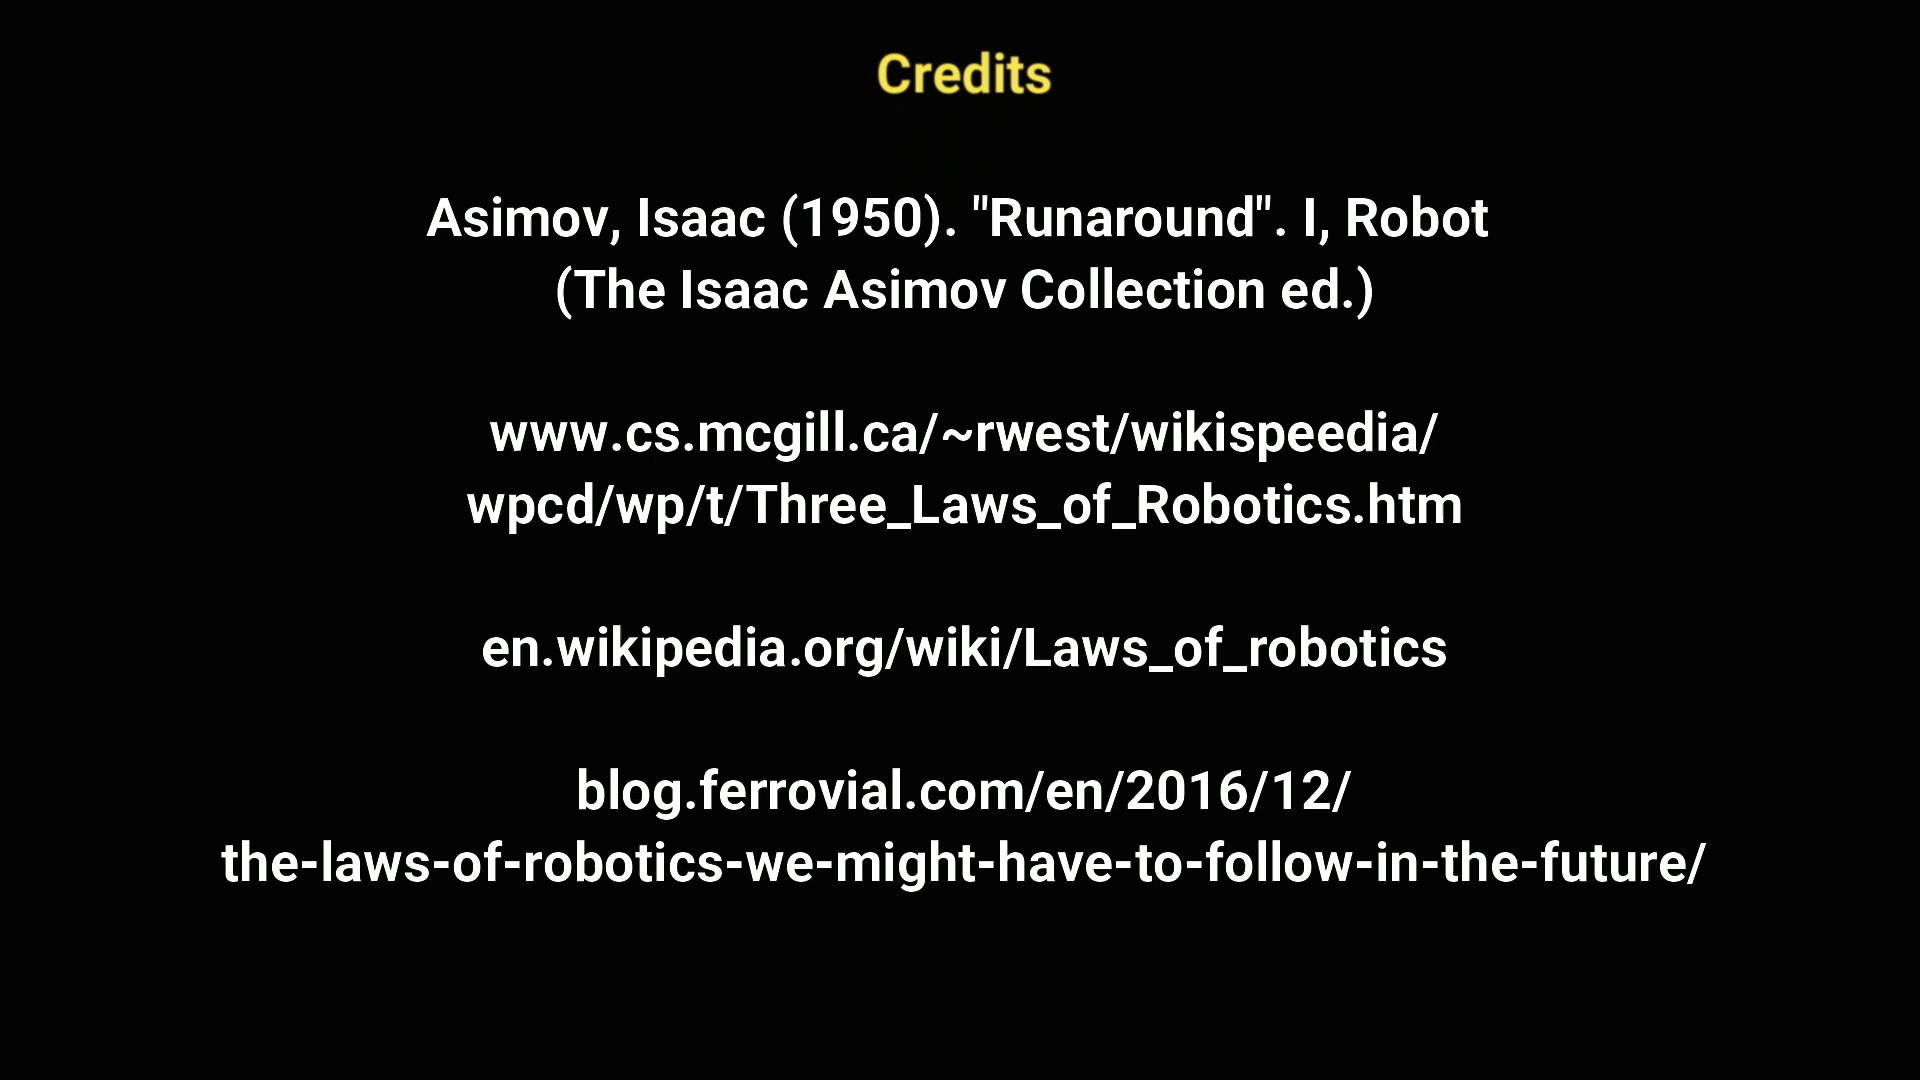 Credits
Asimov, Isaac (1950). "Runaround". I, Robot
(The Isaac Asimov Collection ed.)
www.cs.mcgill.ca/~rwest/wikispeedia/
wpcd/wp/t/Three_Laws_of_Robotics.htm
en.wikipedia.org/wiki/Laws_of_robotics
blog.ferrovial.com/en/2016/12/
the-laws-of-robotics-we-might-have-to-follow-in-the-future/